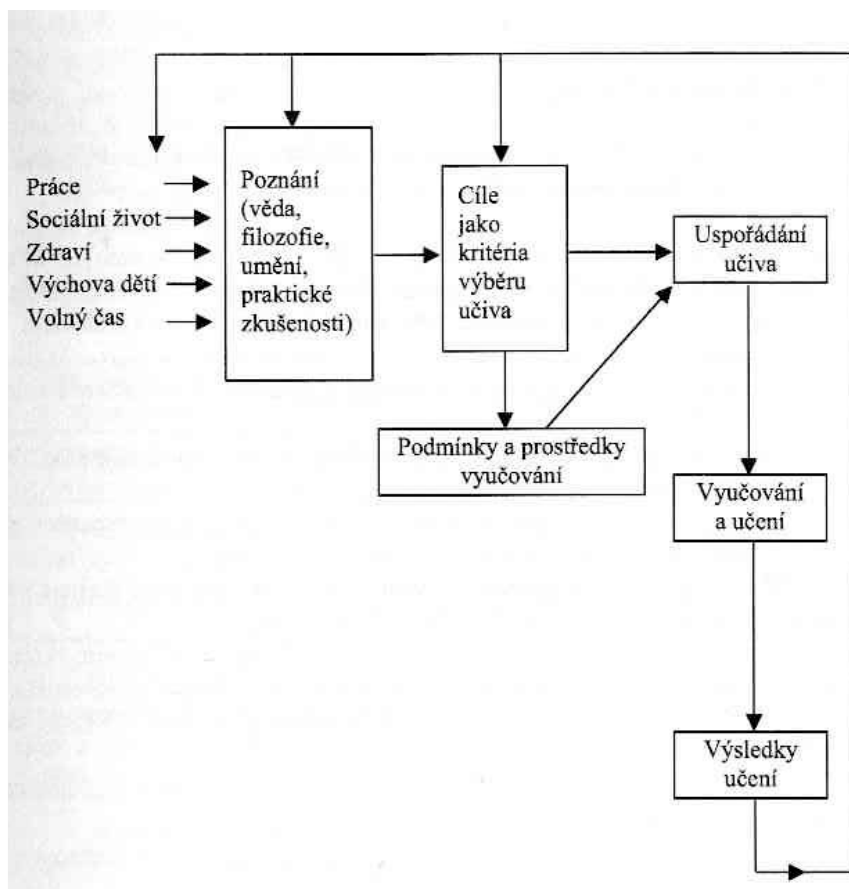 Práce
Sociální život
Zdraví
Výchova dětí
Volný čas
Poznání
(věda,
filozofie,
umění,
praktické
zkušenosti)
Cíle
jako
kritéria
výběru
učiva
Uspořádání
učiva
Podmínky a prostředky
vyučování
Vyučování
a učení
Výsledky
učení